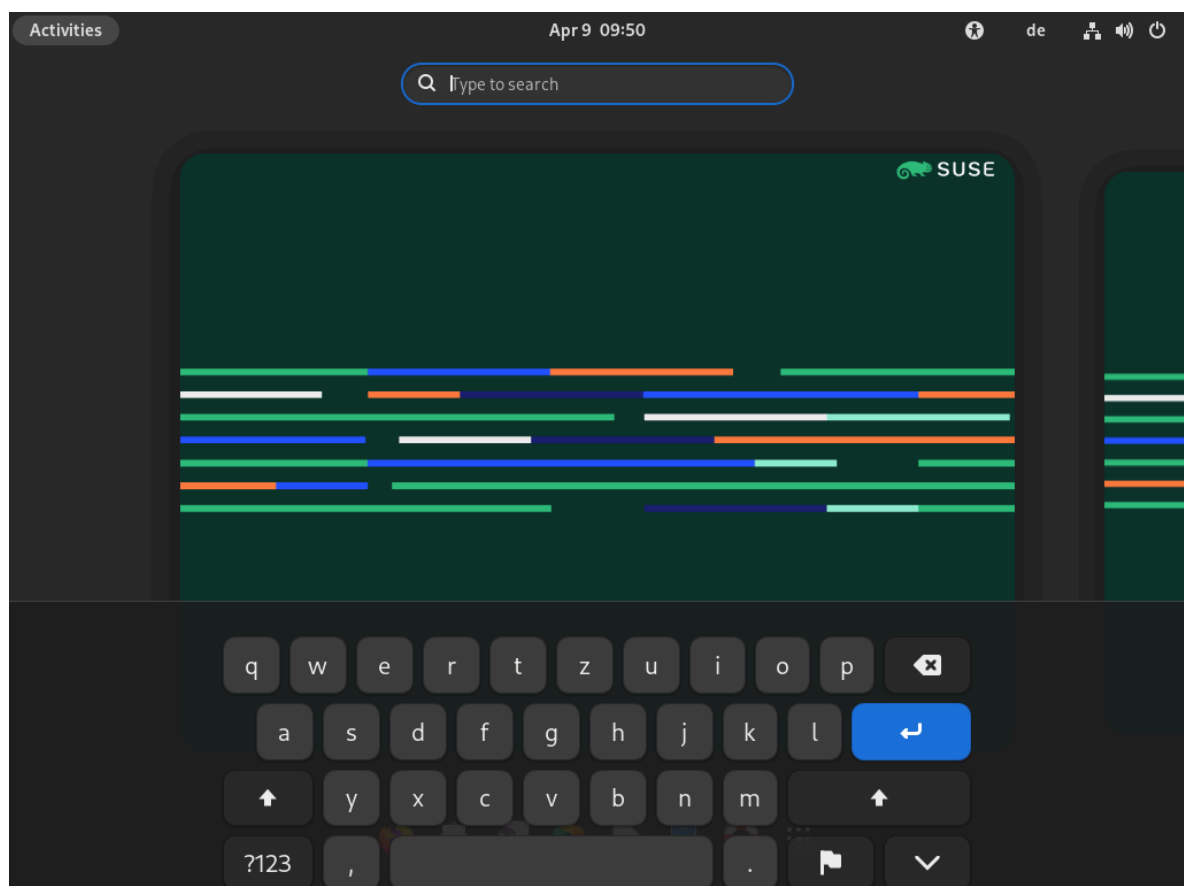 Activities Apr 9 09:50 de
Type to search
SUSE
q w e r t z u i o p
a s d f g h j k l
y x c v b n m
?123 , .